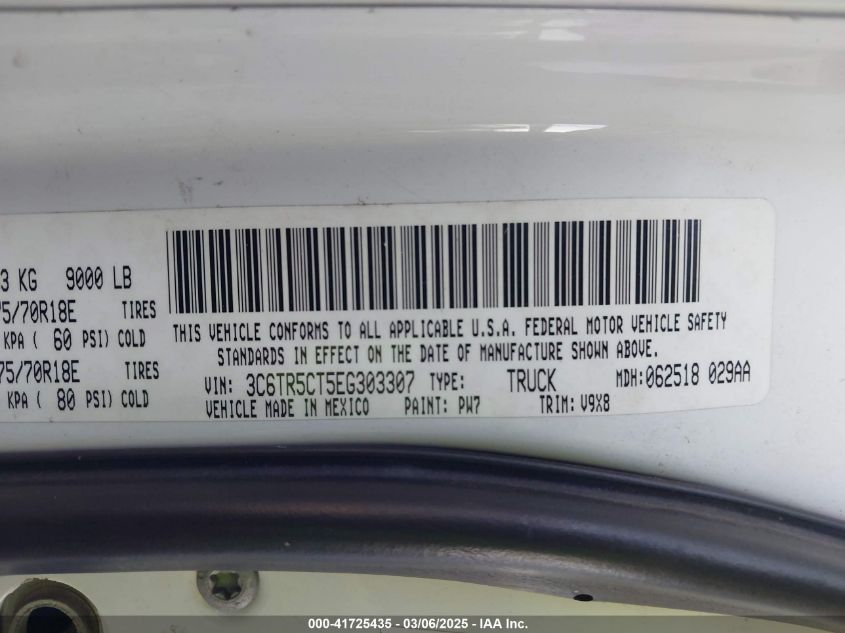 3 KG 9000 LB
75/70R18E TIRES
KPA ( 60 PSI) COLD
75/70R18E TIRES
KPA ( 80 PSI) COLD
THIS VEHICLE CONFORMS TO ALL APPLICABLE U.S.A. FEDERAL MOTOR VEHICLE SAFETY
STANDARDS IN EFFECT ON THE DATE OF MANUFACTURE SHOWN ABOVE.
VIN: 3C6TR5CT5EG303307 TYPE: TRUCK MDH: 062518 029AA
VEHICLE MADE IN MEXICO PAINT: PW7 TRIM: V9X8
000-41725435 - 03/06/2025 - IAA Inc.